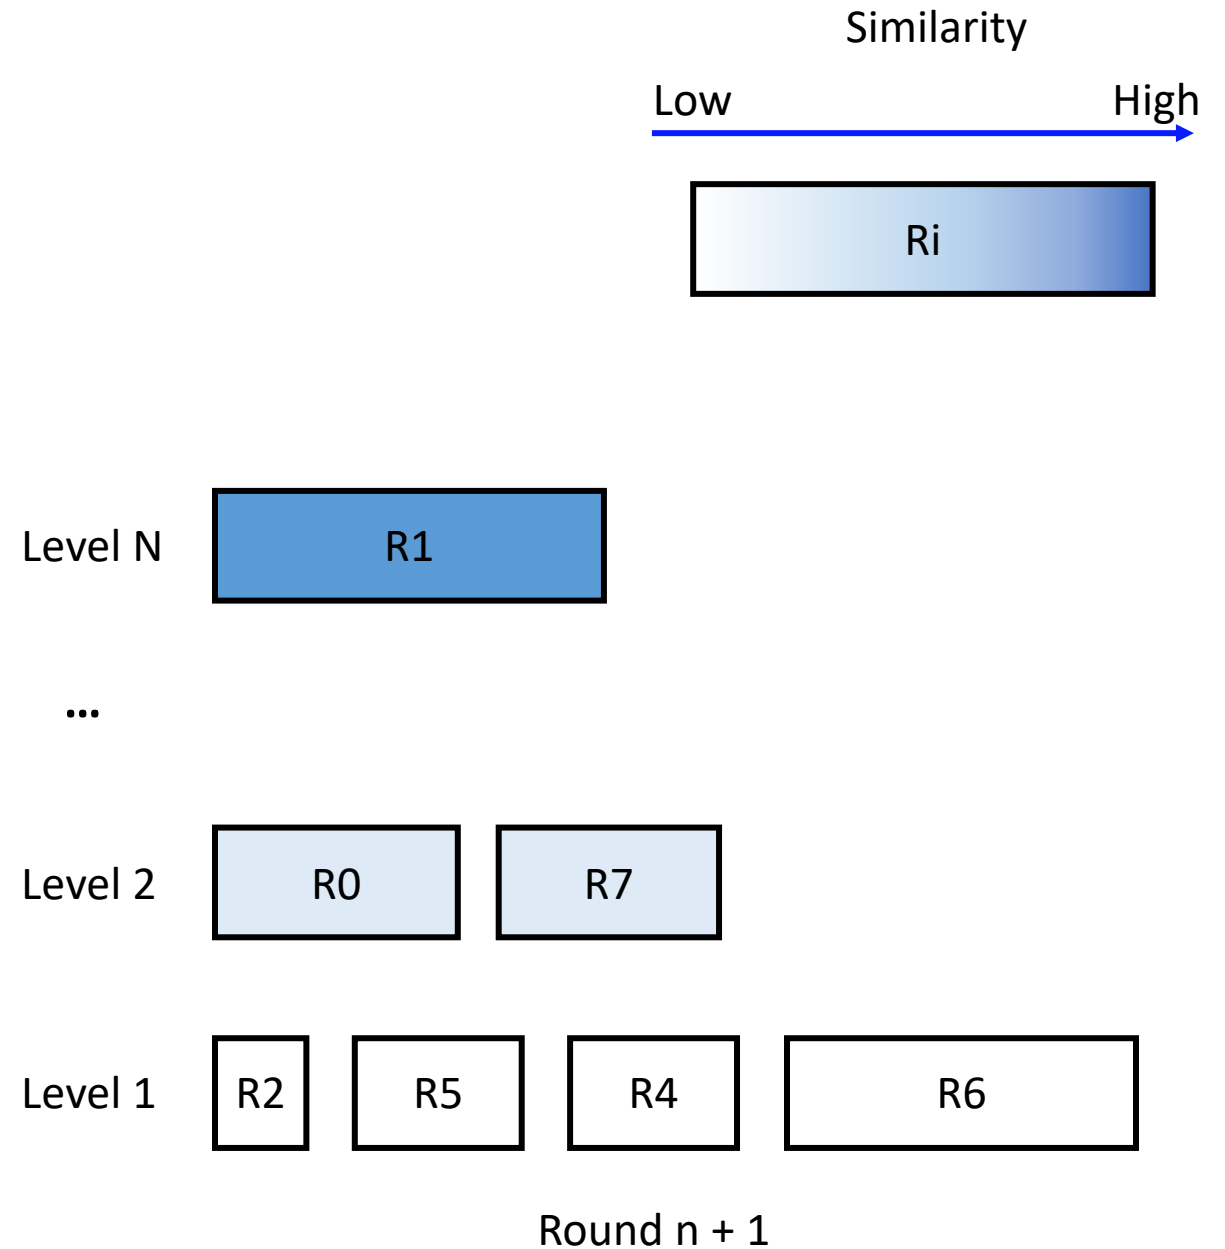 Similarity
Low High
Ri
Level N R1
...
Level 2 R0 R7
Level 1 R2 R5 R4 R6
Round n + 1